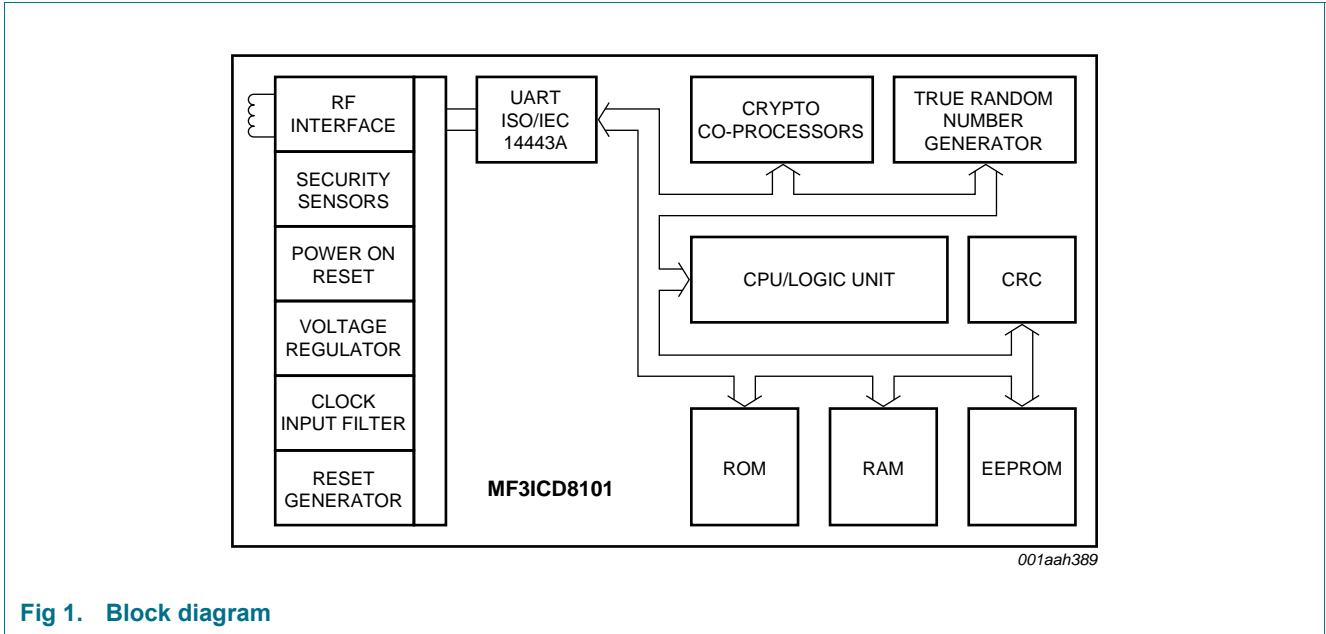 RF
INTERFACE
SECURITY
SENSORS
POWER ON
RESET
VOLTAGE
REGULATOR
CLOCK
INPUT FILTER
RESET
GENERATOR
UART
ISO/IEC
14443A
CRYPTO
CO-PROCESSORS
TRUE RANDOM
NUMBER
GENERATOR
CPU/LOGIC UNIT
CRC
ROM
RAM
EEPROM
MF3ICD8101
001aah389
Fig 1. Block diagram